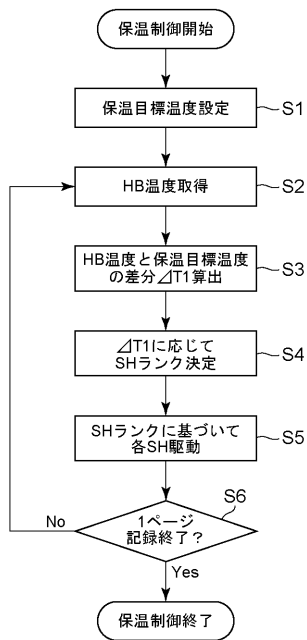 保温制御開始
保温目標温度設定
S1
HB温度取得
S2
HB温度と保温目標温度
の差分⊿T1算出
S3
⊿T1に応じて
SHランク決定
S4
SHランクに基づいて
各SH駆動
S5
S6
1ページ
記録終了?
No
Yes
保温制御終了